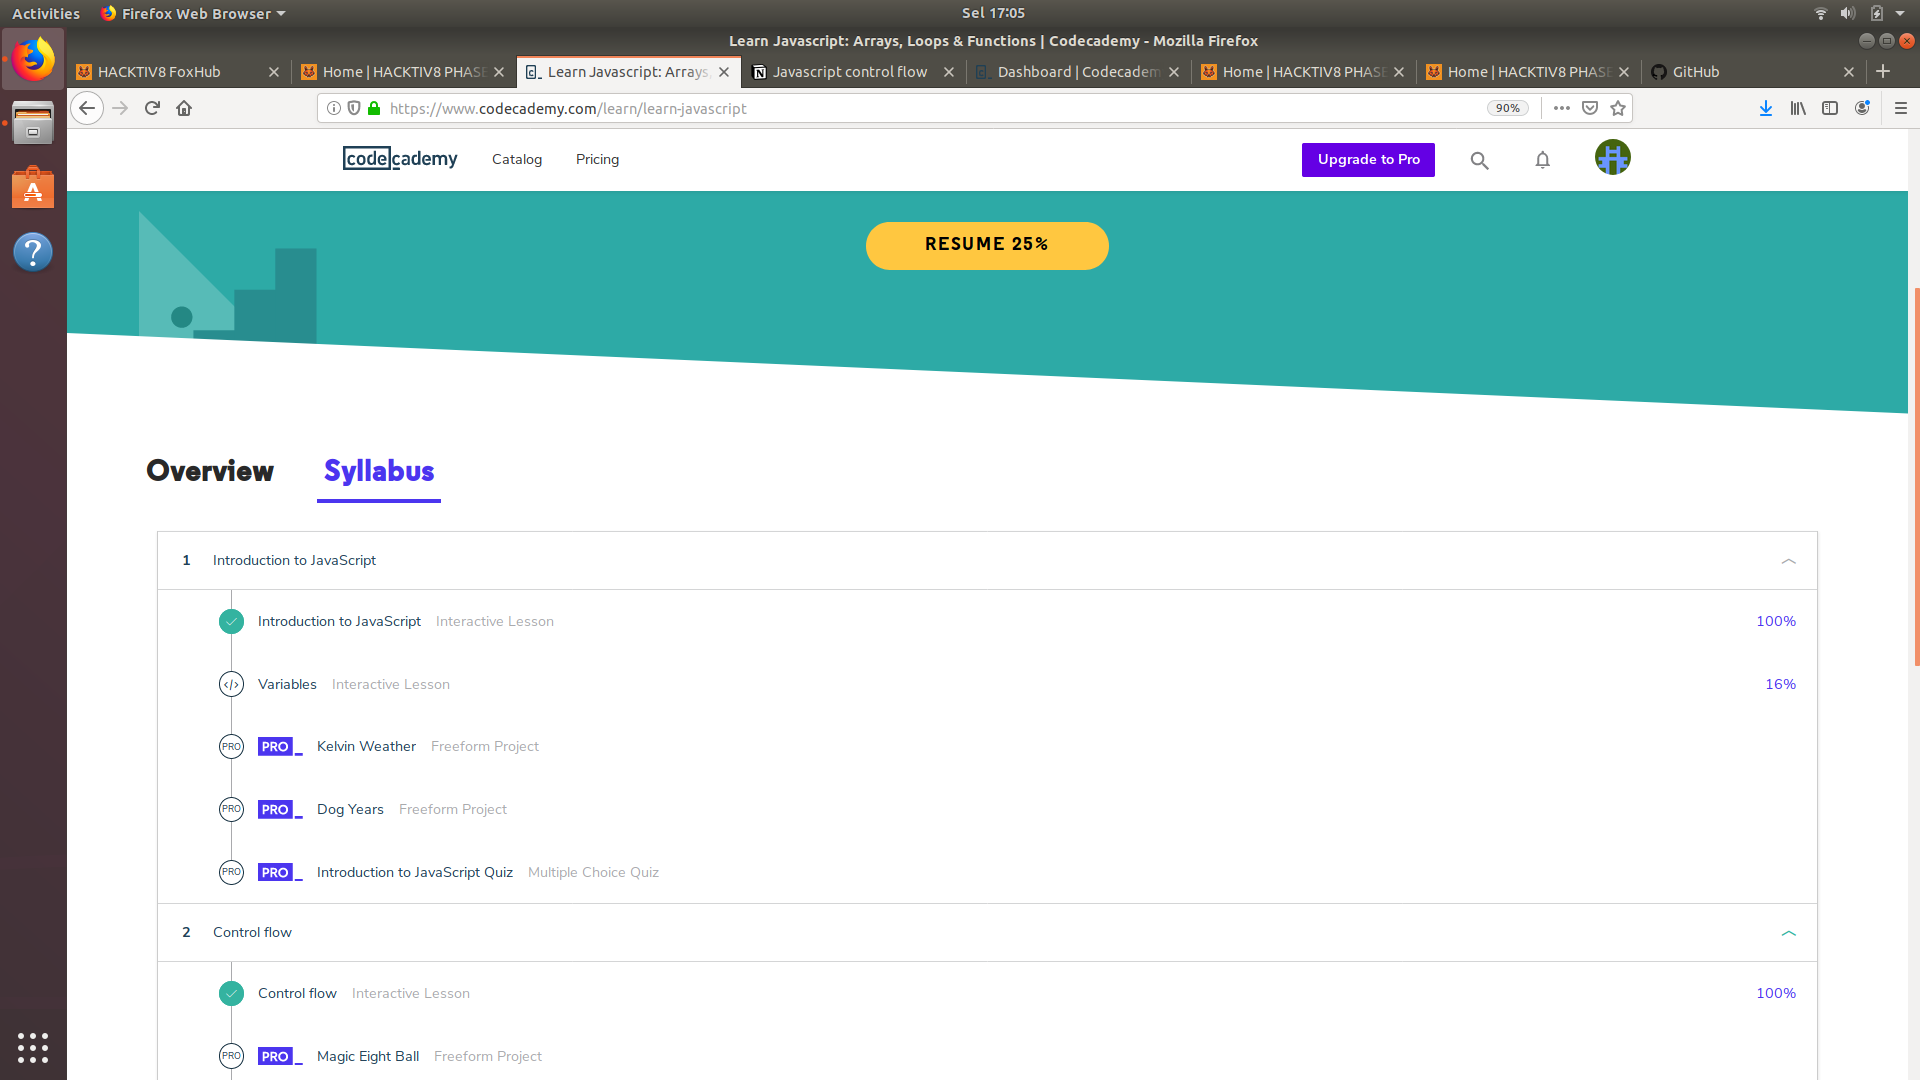 Activities
Firefox Web Browser
Sel 17:05
Learn Javascript: Arrays, Loops & Functions | Codecademy - Mozilla Firefox
HACKTIV8 FoxHub
Home | HACKTIV8 PHASE
Learn Javascript: Arrays,
Javascript control flow
Dashboard | Codecadem
Home | HACKTIV8 PHASE
Home | HACKTIV8 PHASE
GitHub
https://www.codecademy.com/learn/learn-javascript
90%
codecademy
Catalog
Pricing
Upgrade to Pro
RESUME 25%
Overview
Syllabus
1 Introduction to JavaScript
Introduction to JavaScript Interactive Lesson 100%
Variables Interactive Lesson 16%
PRO PRO_ Kelvin Weather Freeform Project
PRO PRO_ Dog Years Freeform Project
PRO PRO_ Introduction to JavaScript Quiz Multiple Choice Quiz
2 Control flow
Control flow Interactive Lesson 100%
PRO PRO_ Magic Eight Ball Freeform Project